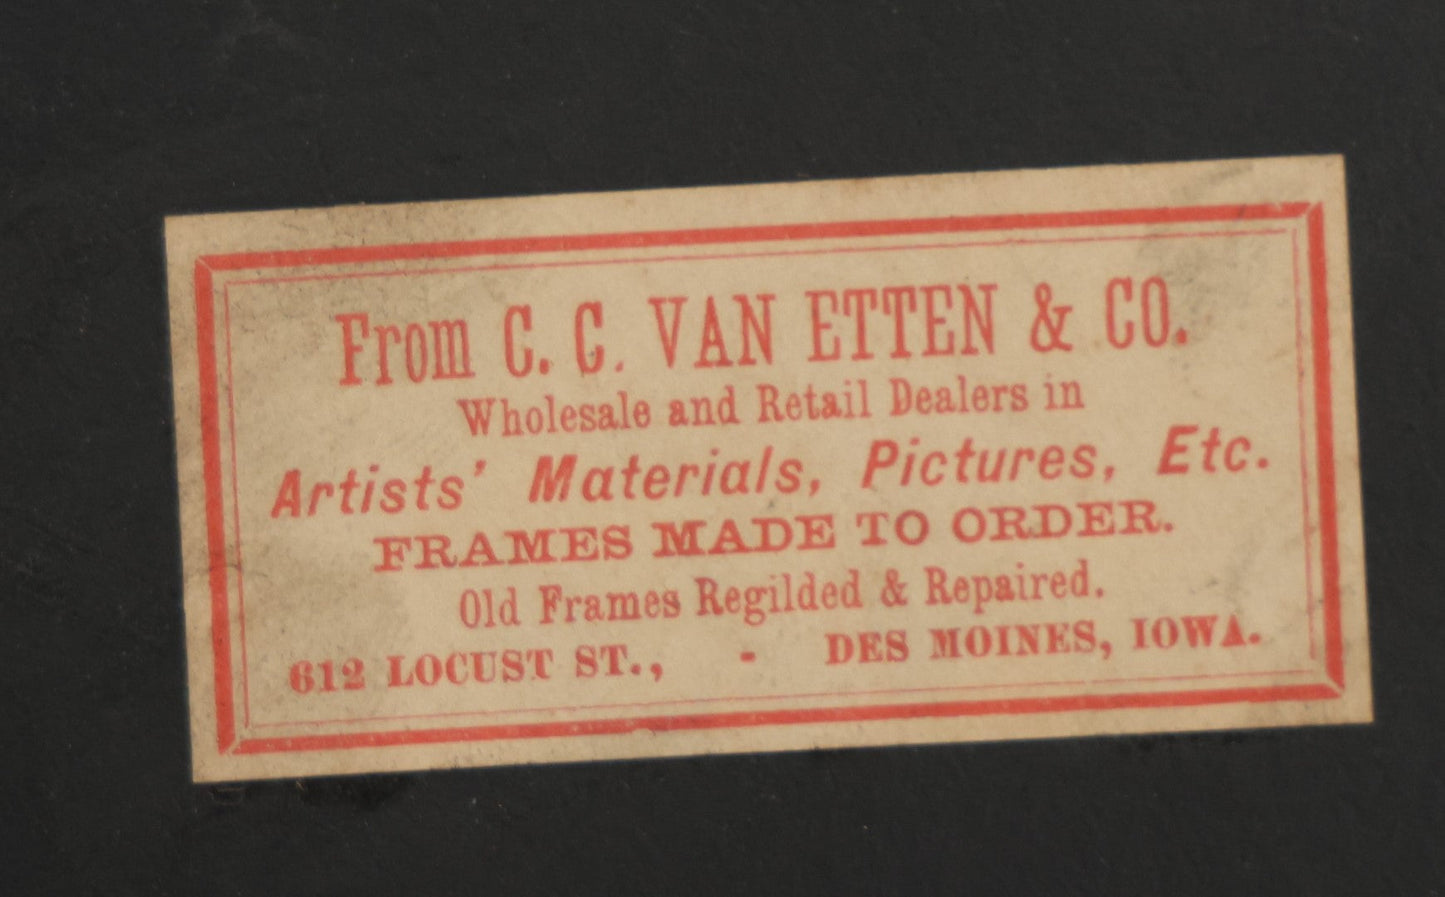 From C. C. VAN ETTEN & CO.
Wholesale and Retail Dealers in
Artists' Materials, Pictures, Etc.
FRAMES MADE TO ORDER.
Old Frames Regilded & Repaired.
612 LOCUST ST., - DES MOINES, IOWA.